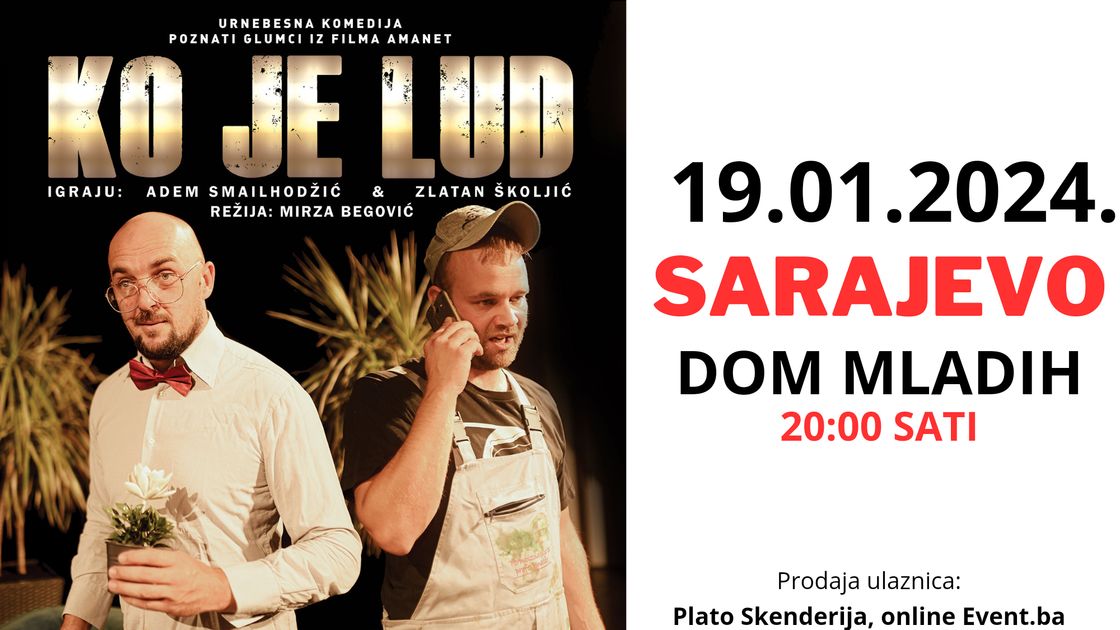 URNEBESNA KOMEDIJA
POZNATI GLUMCI IZ FILMA AMANET
KO JE LUD
IGRAJU: ADEM SMAILHODŽIĆ & ZLATAN ŠKOLJIĆ
REŽIJA: MIRZA BEGOVIĆ
19.01.2024.
SARAJEVO
DOM MLADIH
20:00 SATI
Prodaja ulaznica:
Plato Skenderija, online Event.ba